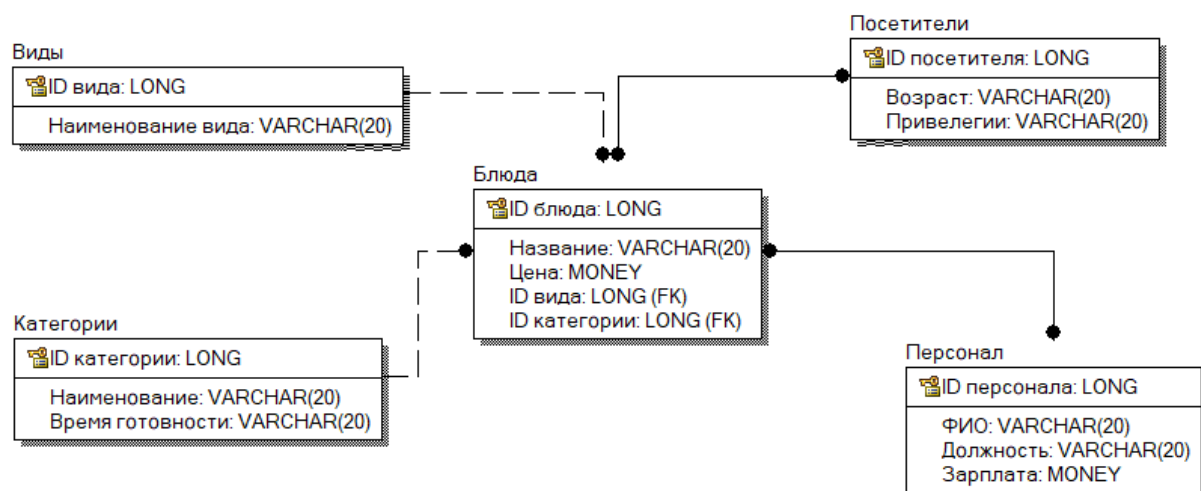 Виды
ID вида: LONG
Наименование вида: VARCHAR(20)
Посетители
ID посетителя: LONG
Возраст: VARCHAR(20)
Привелегии: VARCHAR(20)
Блюда
ID блюда: LONG
Название: VARCHAR(20)
Цена: MONEY
ID вида: LONG (FK)
ID категории: LONG (FK)
Категории
ID категории: LONG
Наименование: VARCHAR(20)
Время готовности: VARCHAR(20)
Персонал
ID персонала: LONG
ФИО: VARCHAR(20)
Должность: VARCHAR(20)
Зарплата: MONEY